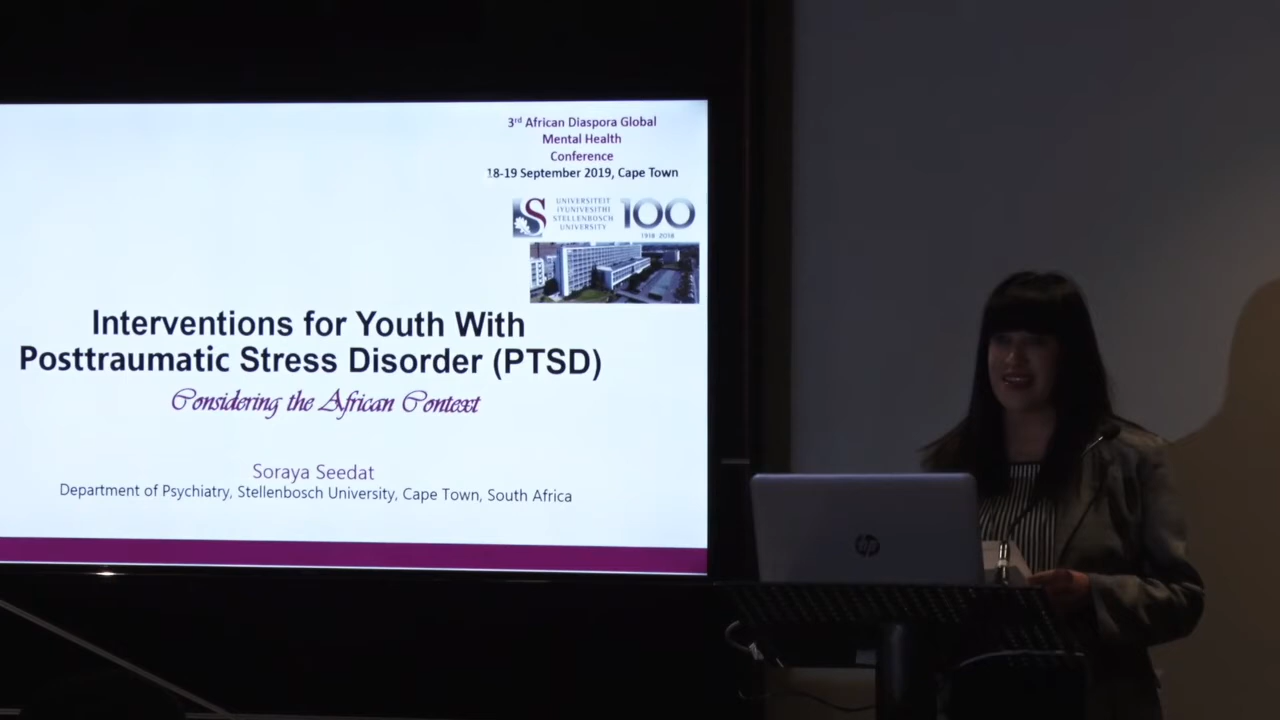 3rd African Diaspora Global
Mental Health
Conference
18-19 September 2019, Cape Town
S
UNIVERSITEIT
IYUNIVESITHI
STELLENBOSCH
UNIVERSITY
100
1918-2018
Interventions for Youth With
Posttraumatic Stress Disorder (PTSD)
Considering the African Context
Soraya Seedat
Department of Psychiatry, Stellenbosch University, Cape Town, South Africa
hp